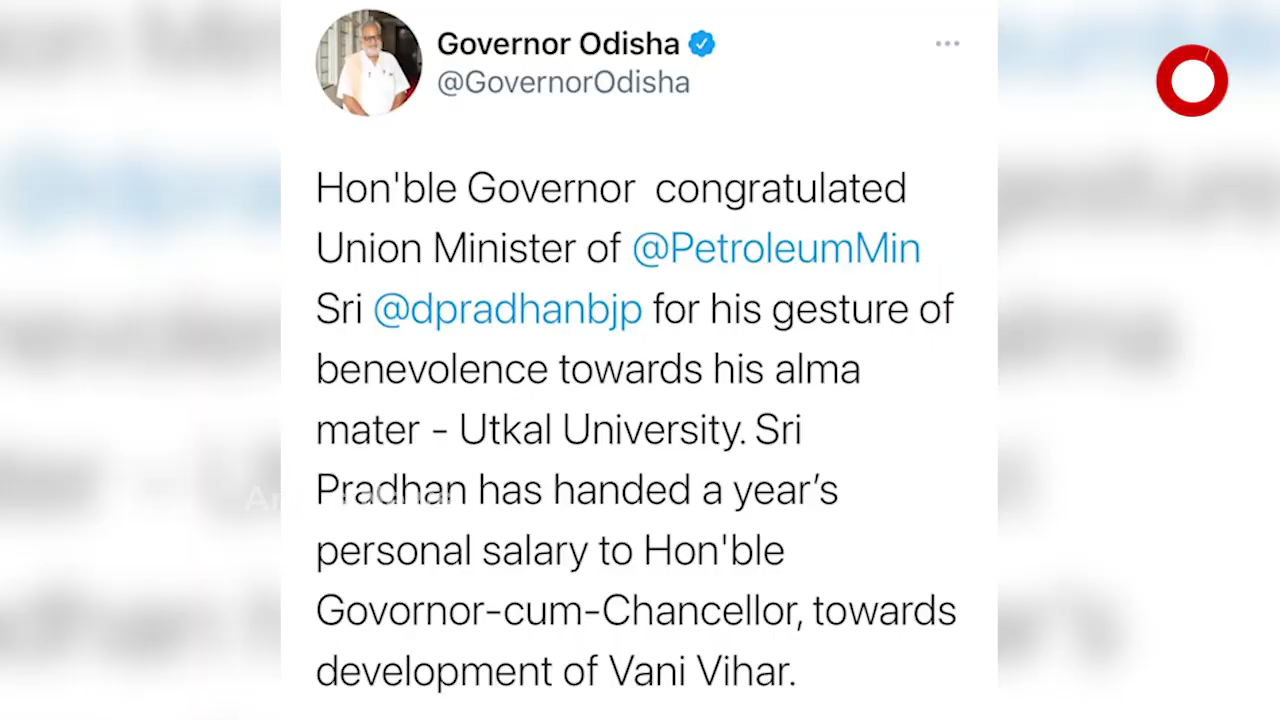 Governor Odisha
@GovernorOdisha
Hon'ble Governor congratulated
Union Minister of @PetroleumMin
Sri @dpradhanbjp for his gesture of
benevolence towards his alma
mater - Utkal University. Sri
Pradhan has handed a year’s
personal salary to Hon'ble
Govornor-cum-Chancellor, towards
development of Vani Vihar.